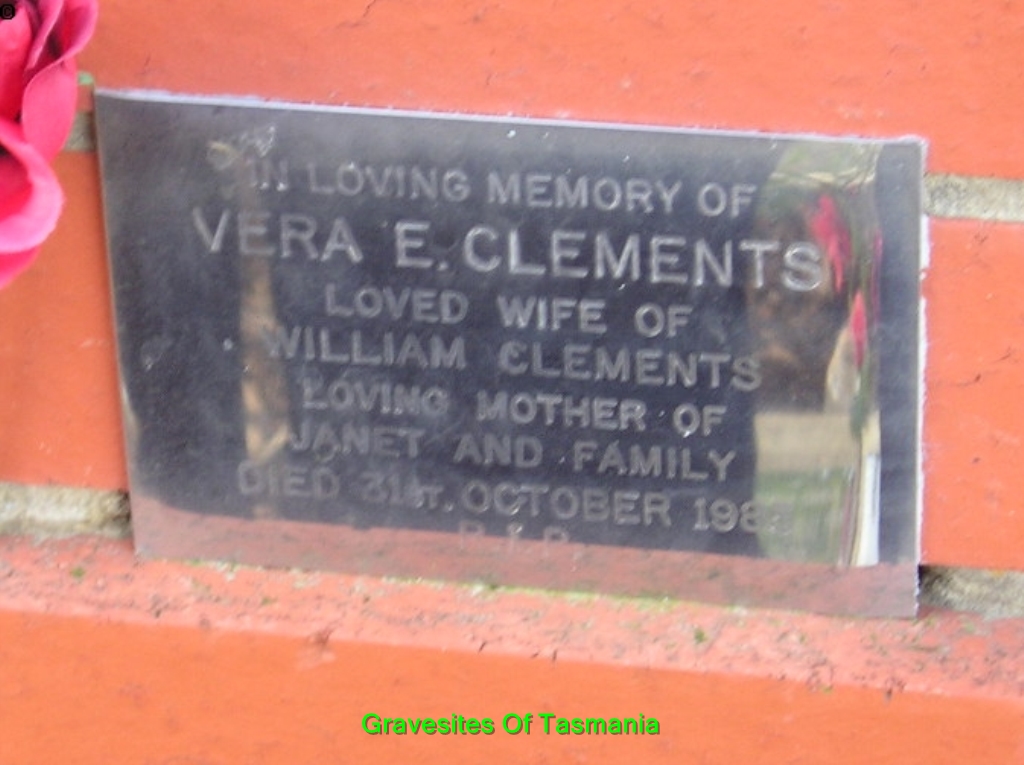 IN LOVING MEMORY OF
VERA E. CLEMENTS
LOVED WIFE OF
WILLIAM CLEMENTS
LOVING MOTHER OF
JANET AND FAMILY
DIED 31ST. OCTOBER
R.I.P.
Gravesites Of Tasmania